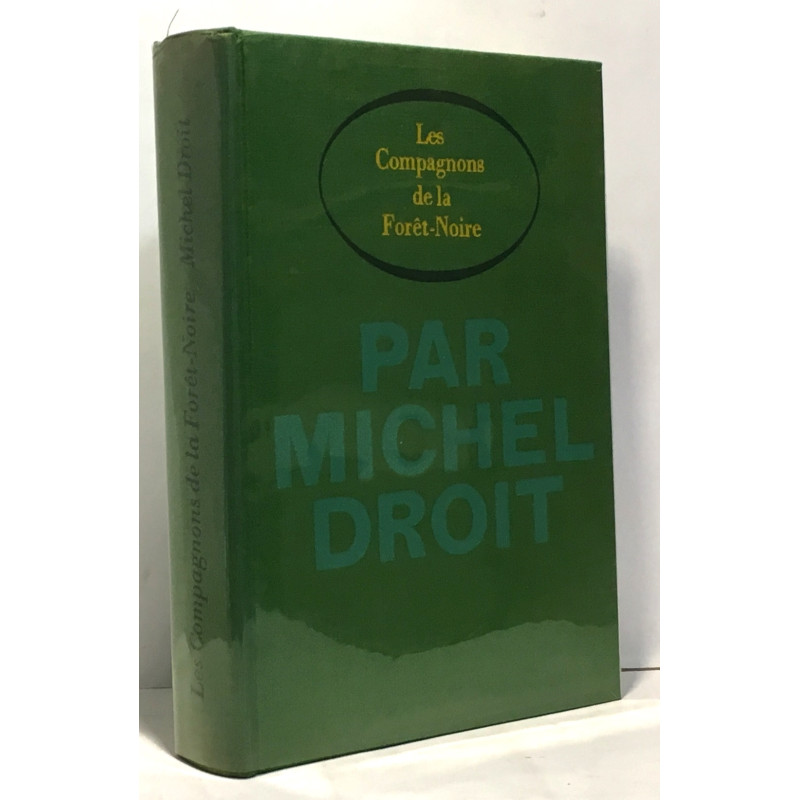 Les
Compagnons
de la
Forêt-Noire
PAR
MICHEL
DROIT
Les Compagnons de la Forêt-Noire Michel Droit